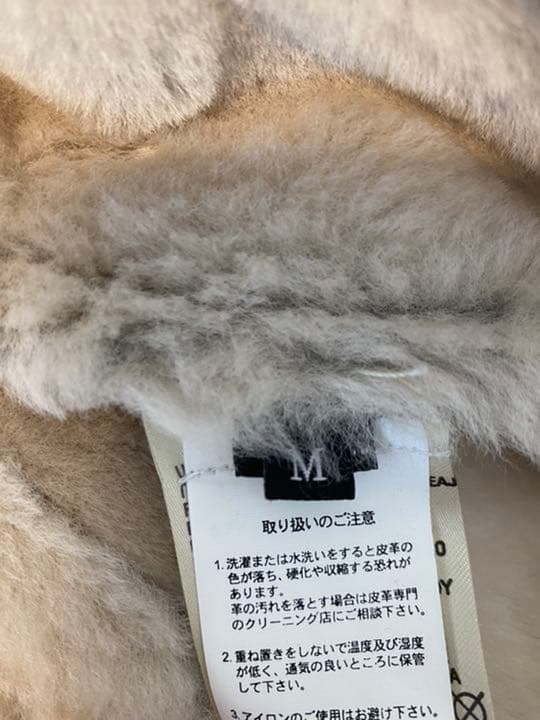 M
取り扱いのご注意
1.洗濯または水洗いをすると皮革の
色が落ち、硬化や収縮する恐れが
あります。
革の汚れを落とす場合は皮革専門
のクリーニング店にご相談下さい。
2.重ね置きをしないで温度及び湿度
が低く、通気の良いところに保管
して下さい。
3.アイロンのご使用はお避け下さい。
EA
O
Y
A